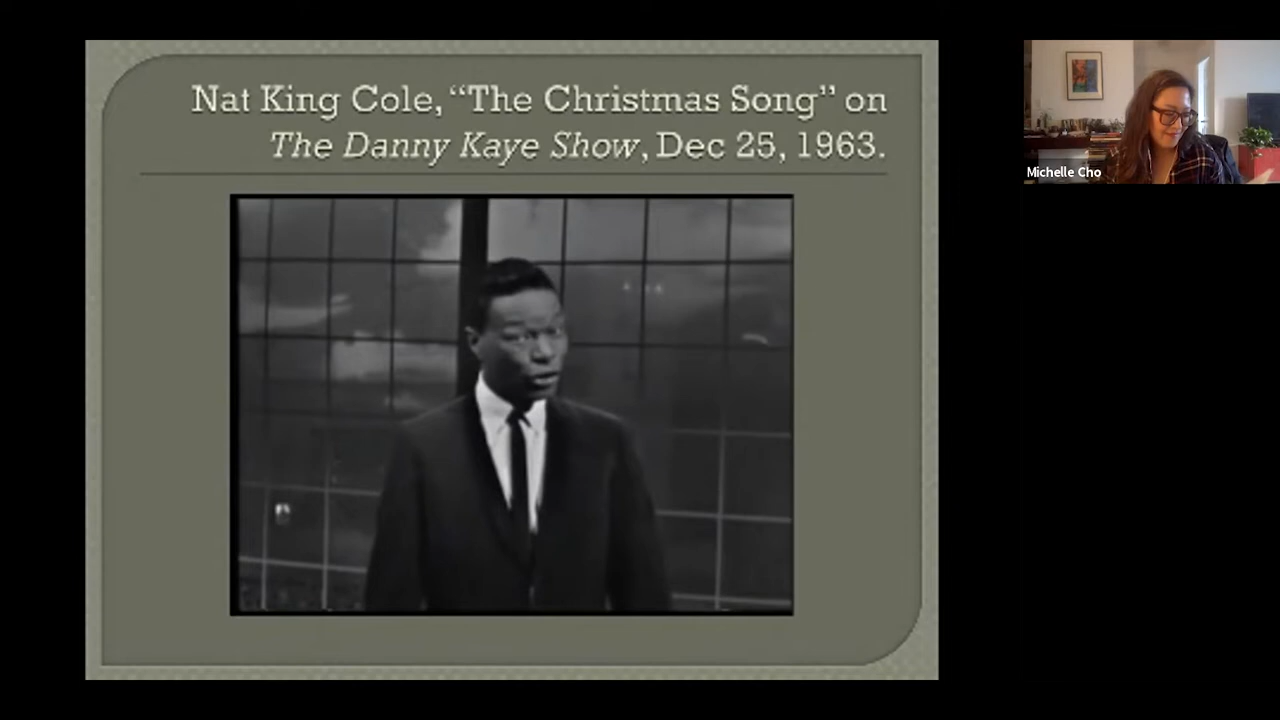 Nat King Cole, “The Christmas Song” on
The Danny Kaye Show, Dec 25, 1963.
Michelle Cho